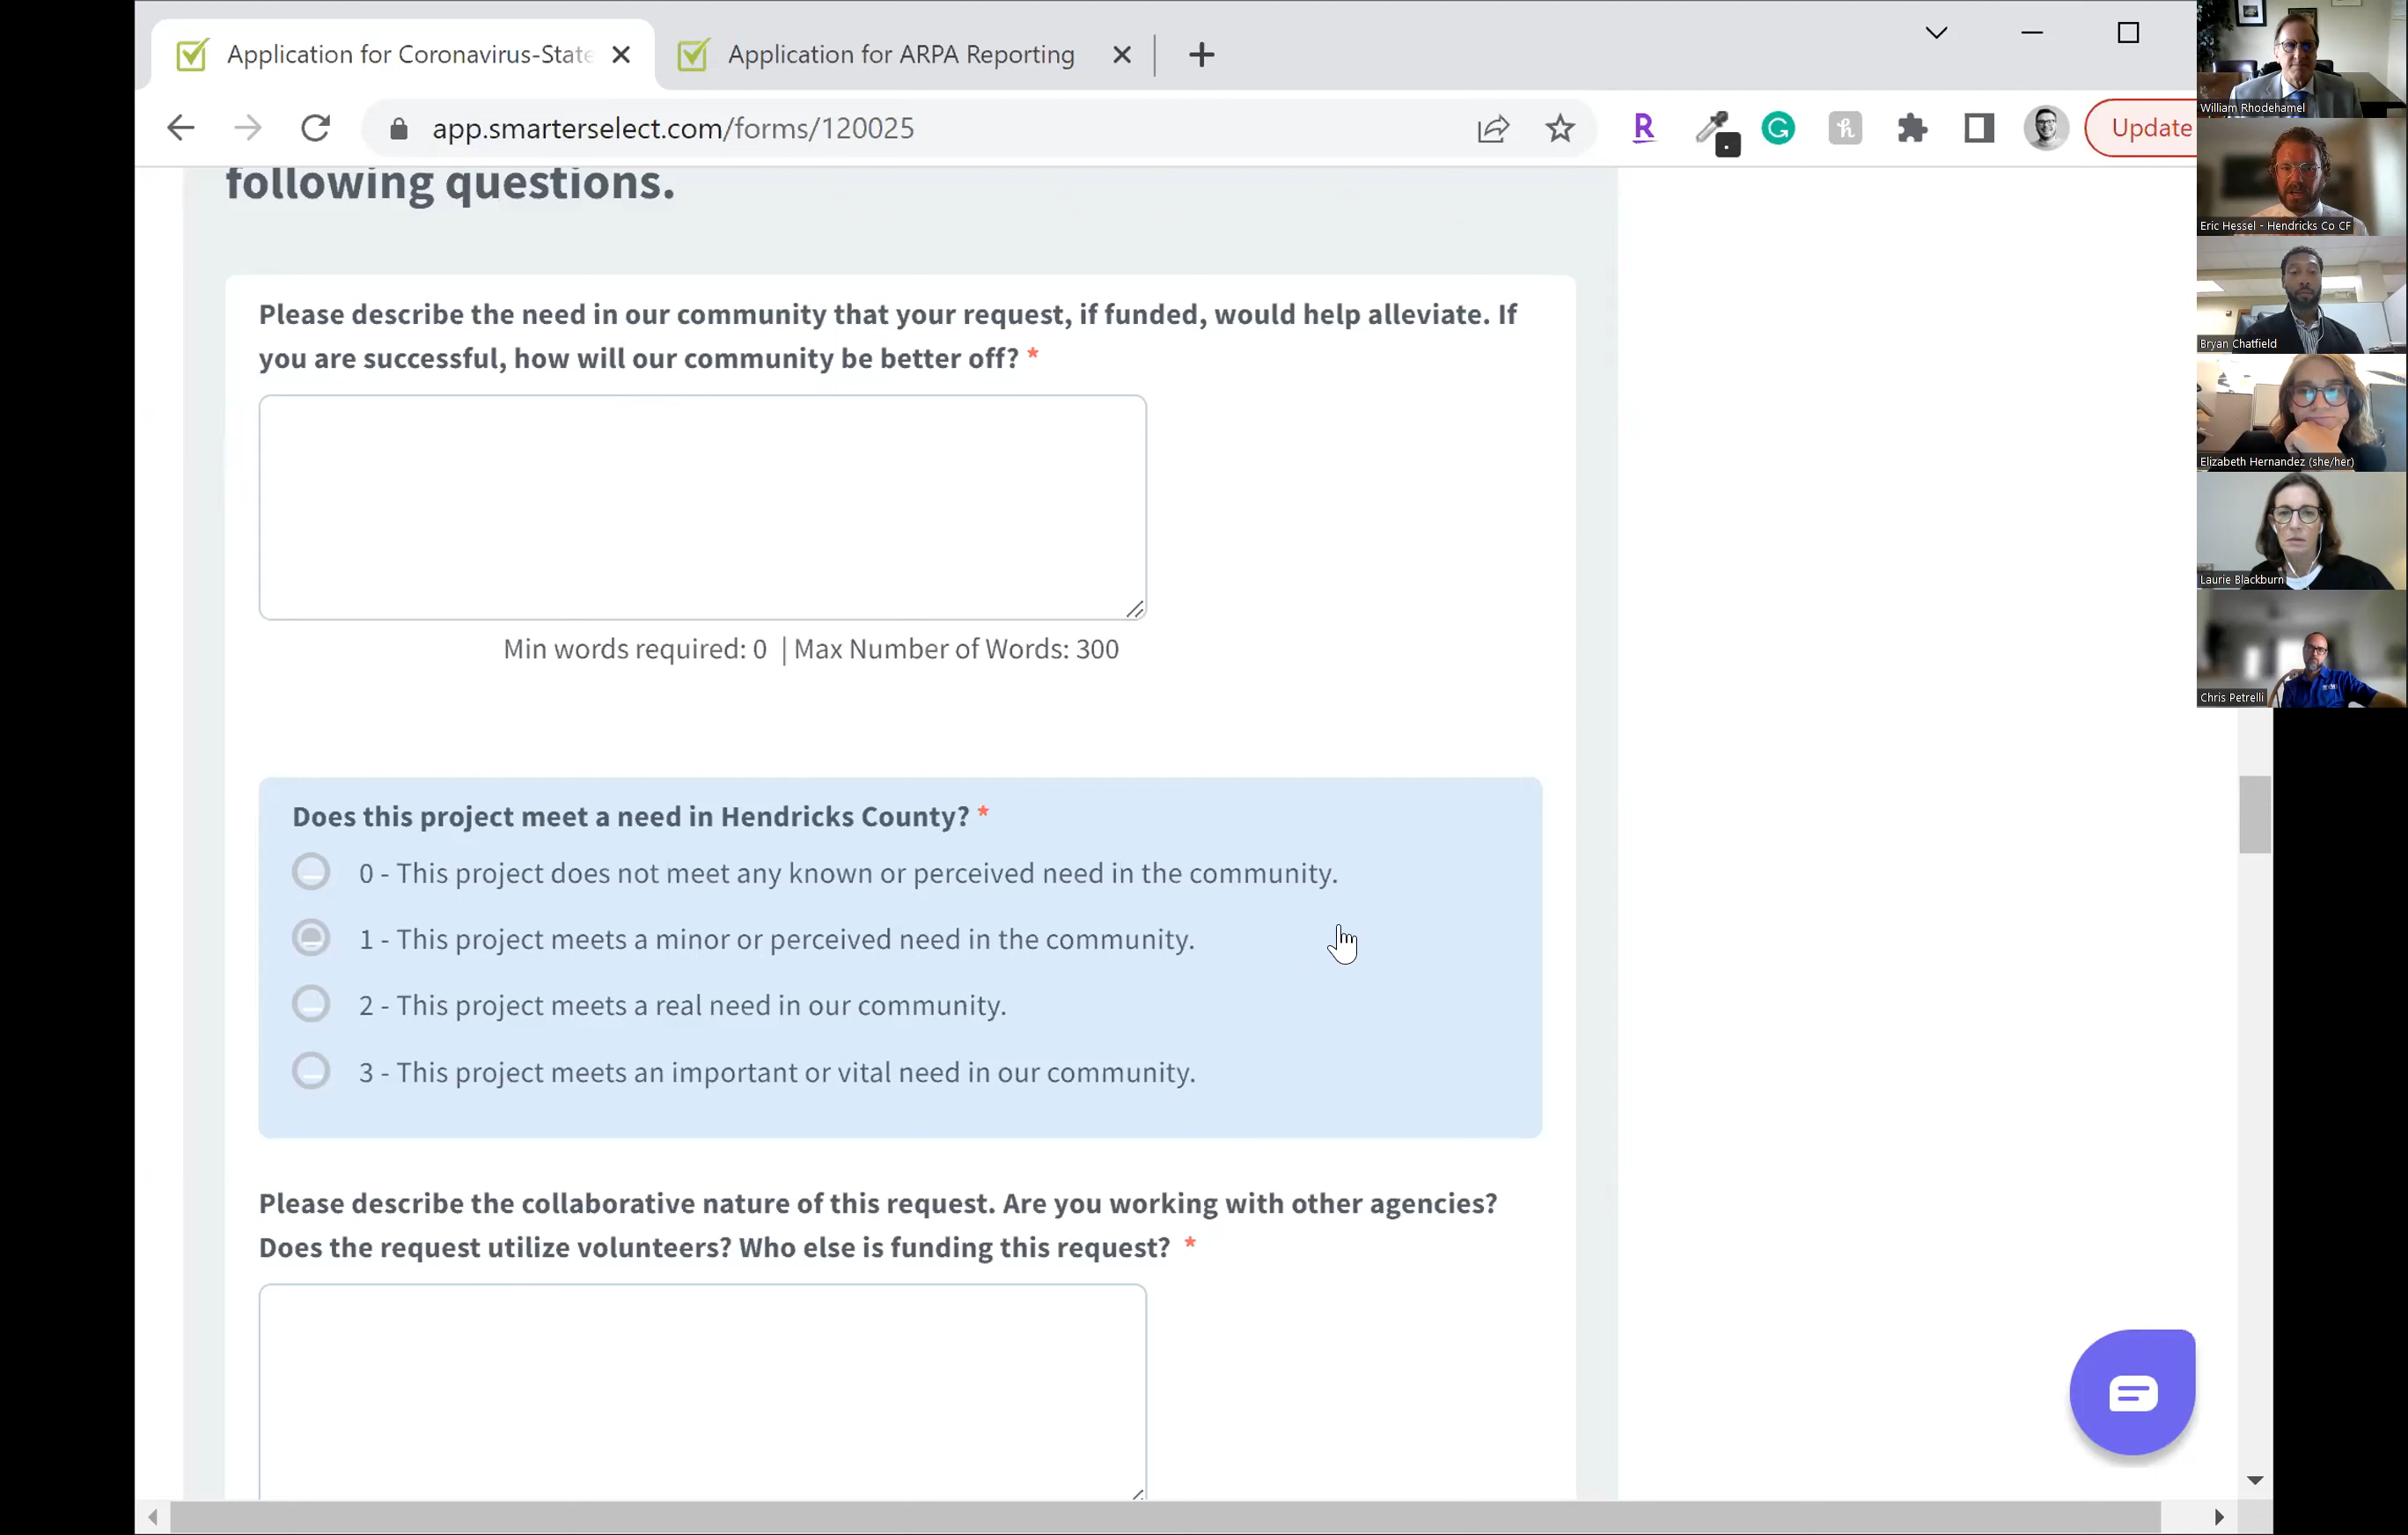 Application for Coronavirus-State
Application for ARPA Reporting
app.smarterselect.com/forms/120025
R
G
h
Update
following questions.
Please describe the need in our community that your request, if funded, would help alleviate. If
you are successful, how will our community be better off? *
Min words required: 0 | Max Number of Words: 300
Does this project meet a need in Hendricks County? *
0 - This project does not meet any known or perceived need in the community.
1 - This project meets a minor or perceived need in the community.
2 - This project meets a real need in our community.
3 - This project meets an important or vital need in our community.
Please describe the collaborative nature of this request. Are you working with other agencies?
Does the request utilize volunteers? Who else is funding this request? *
William Rhodehamel
Eric Hessel - Hendricks Co CF
Bryan Chatfield
Elizabeth Hernandez (she/her)
Laurie Blackburn
Chris Petrelli